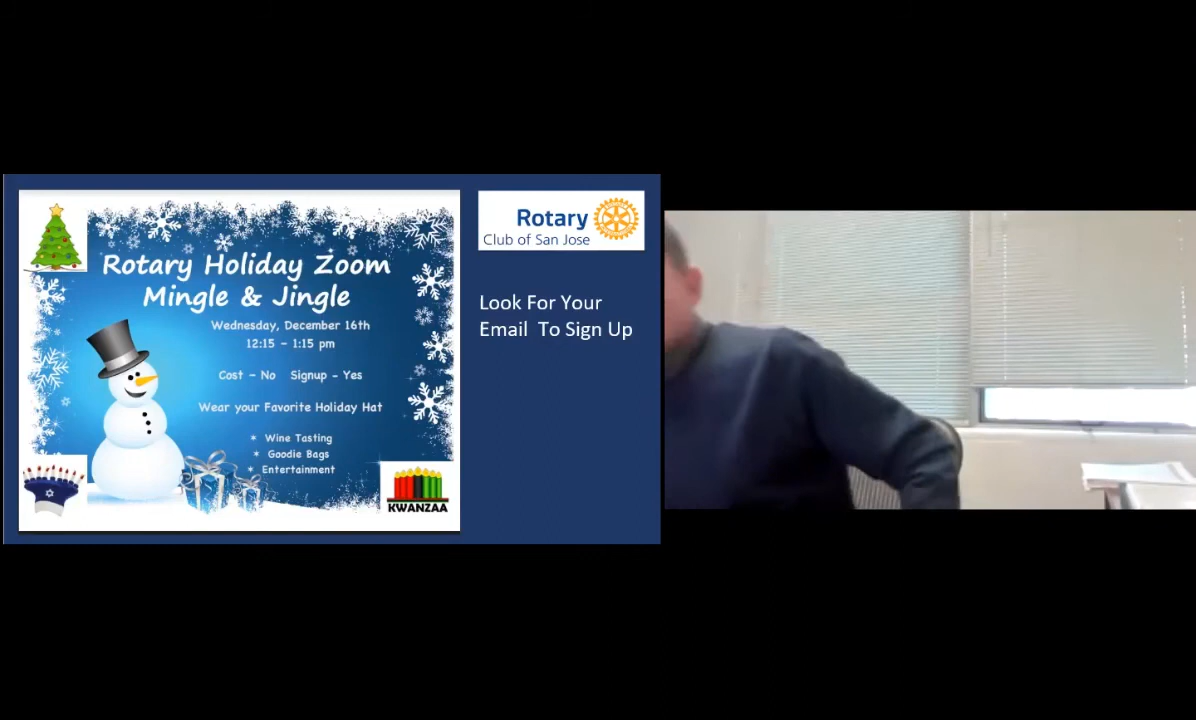 Rotary Holiday Zoom
Mingle & Jingle
Wednesday, December 16th
12:15 – 1:15 pm
Cost – No Signup - Yes
Wear your Favorite Holiday Hat
* Wine Tasting
* Goodie Bags
* Entertainment
KWANZAA
Rotary
Club of San Jose
Look For Your
Email To Sign Up